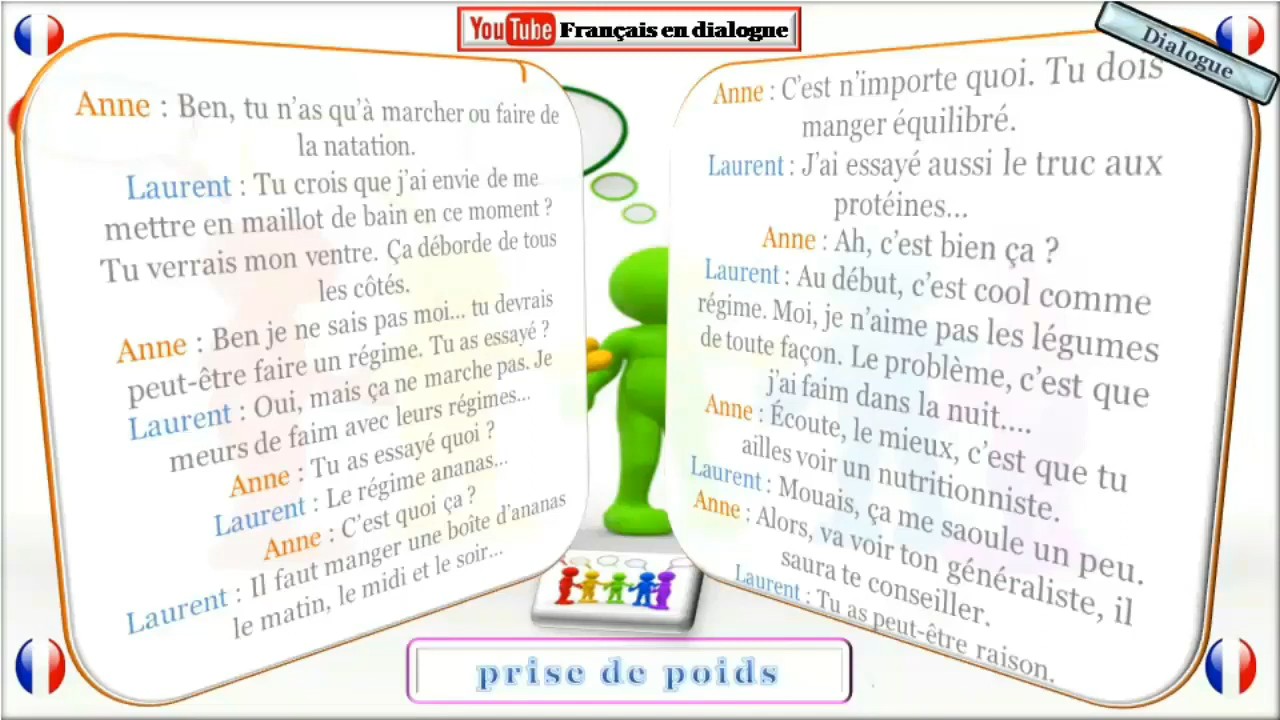 YouTube Français en dialogue
Dialogue
Anne : Ben, tu n'as qu'à marcher ou faire de
la natation.
Laurent : Tu crois que j'ai envie de me
mettre en maillot de bain en ce moment ?
Tu verrais mon ventre. Ça déborde de tous
les côtés.
Anne : Ben je ne sais pas moi... tu devrais
peut-être faire un régime. Tu as essayé ?
Laurent : Oui, mais ça ne marche pas. Je
meurs de faim avec leurs régimes...
Anne : Tu as essayé quoi ?
Laurent : Le régime ananas...
Anne : C'est quoi ça ?
Laurent : Il faut manger une boîte d'ananas
le matin, le midi et le soir...
Anne : C'est n'importe quoi. Tu dois
manger équilibré.
Laurent : J'ai essayé aussi le truc aux
protéines...
Anne : Ah, c'est bien ça ?
Laurent : Au début, c'est cool comme
régime. Moi, je n'aime pas les légumes
de toute façon. Le problème, c'est que
j'ai faim dans la nuit....
Anne : Écoute, le mieux, c'est que tu
ailles voir un nutritionniste.
Laurent : Mouais, ça me saoule un peu.
Anne : Alors, va voir ton généraliste, il
saura te conseiller.
Laurent : Tu as peut-être raison.
prise de poids